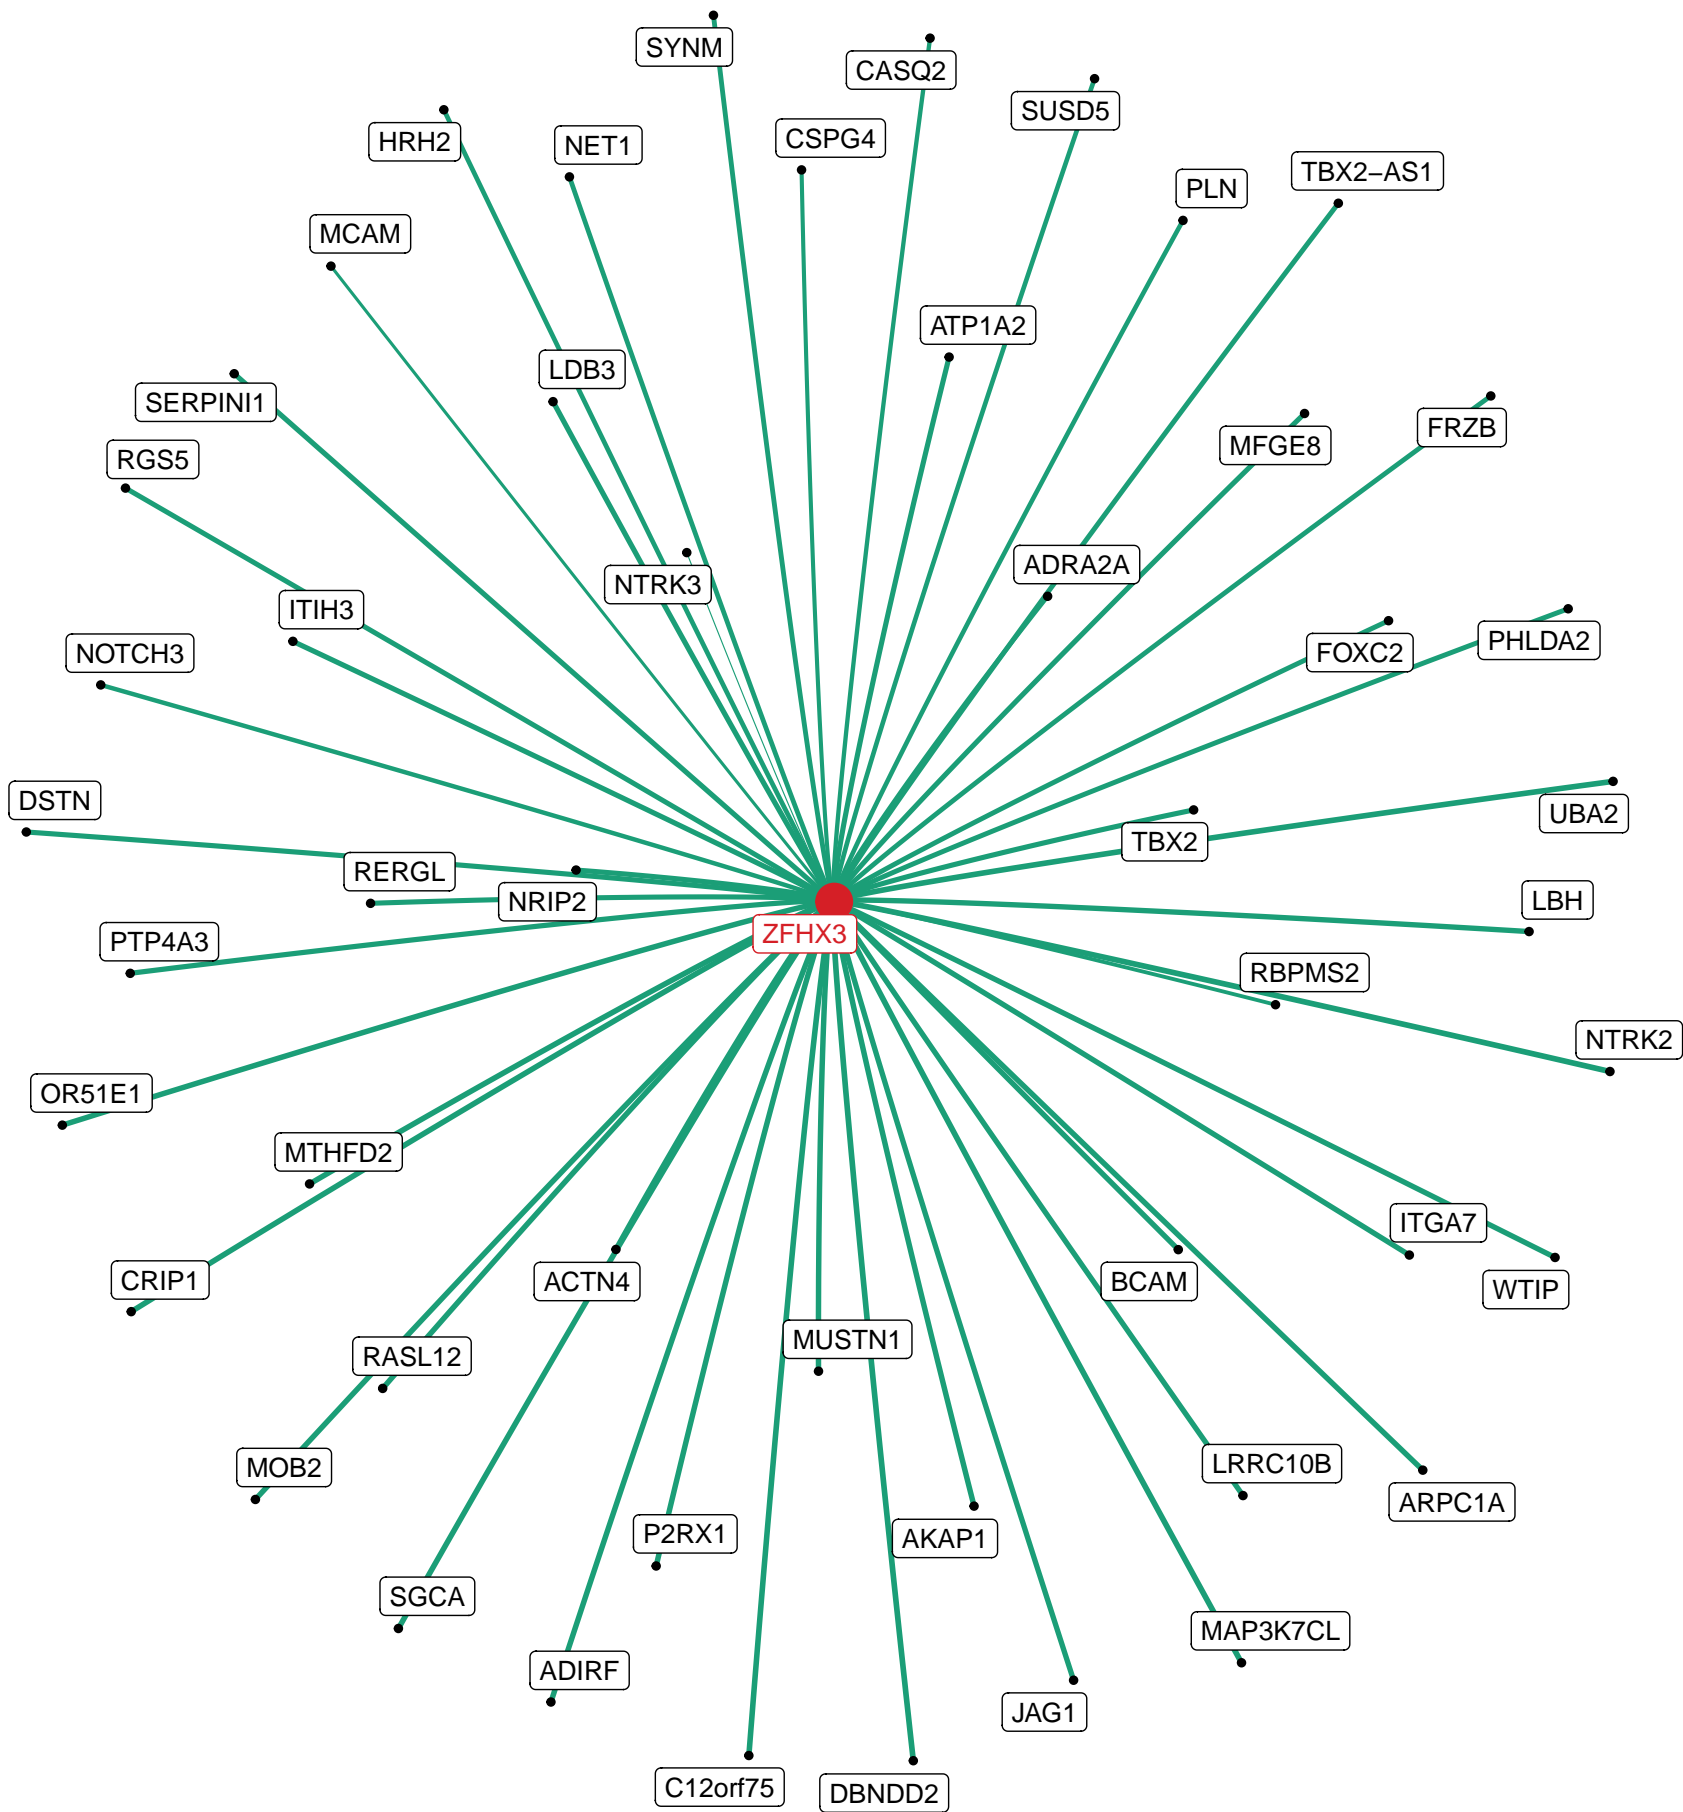 SYNM
CASQ2
SUSD5
HRH2
NET1
CSPG4
TBX2–AS1
PLN
MCAM
ATP1A2
LDB3
SERPINI1
FRZB
MFGE8
RGS5
ADRA2A
NTRK3
ITIH3
NOTCH3
FOXC2
PHLDA2
DSTN
UBA2
TBX2
RERGL
NRIP2
LBH
ZFHX3
PTP4A3
RBPMS2
NTRK2
OR51E1
MTHFD2
ITGA7
CRIP1
ACTN4
BCAM
WTIP
MUSTN1
RASL12
MOB2
LRRC10B
ARPC1A
P2RX1
AKAP1
SGCA
MAP3K7CL
ADIRF
JAG1
C12orf75
DBNDD2